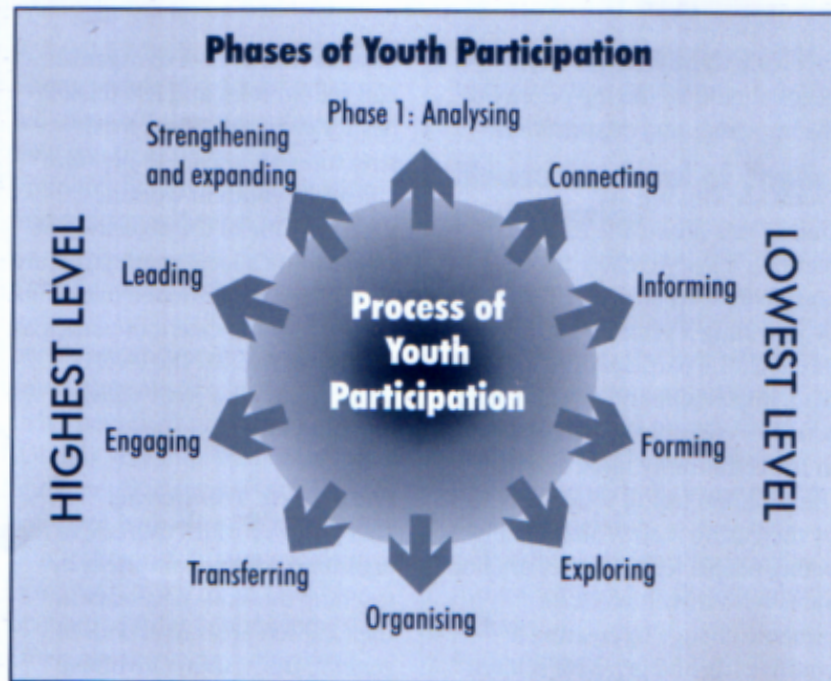 Phases of Youth Participation
Phase 1: Analysing
Connecting
Informing
Forming
Exploring
Organising
Transferring
Engaging
Leading
Strengthening
and expanding
Process of
Youth
Participation
HIGHEST LEVEL
LOWEST LEVEL